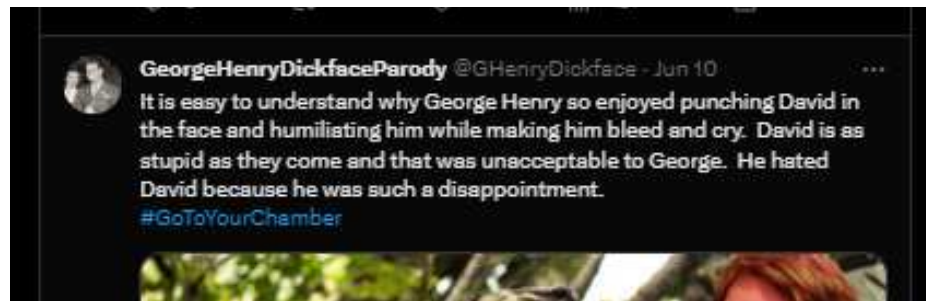 GeorgeHenryDickfaceParody @GHenryDickface · Jun 10 ...
It is easy to understand why George Henry so enjoyed punching David in
the face and humiliating him while making him bleed and cry.  David is as
stupid as they come and that was unacceptable to George.  He hated
David because he was such a disappointment.
#GoToYourChamber